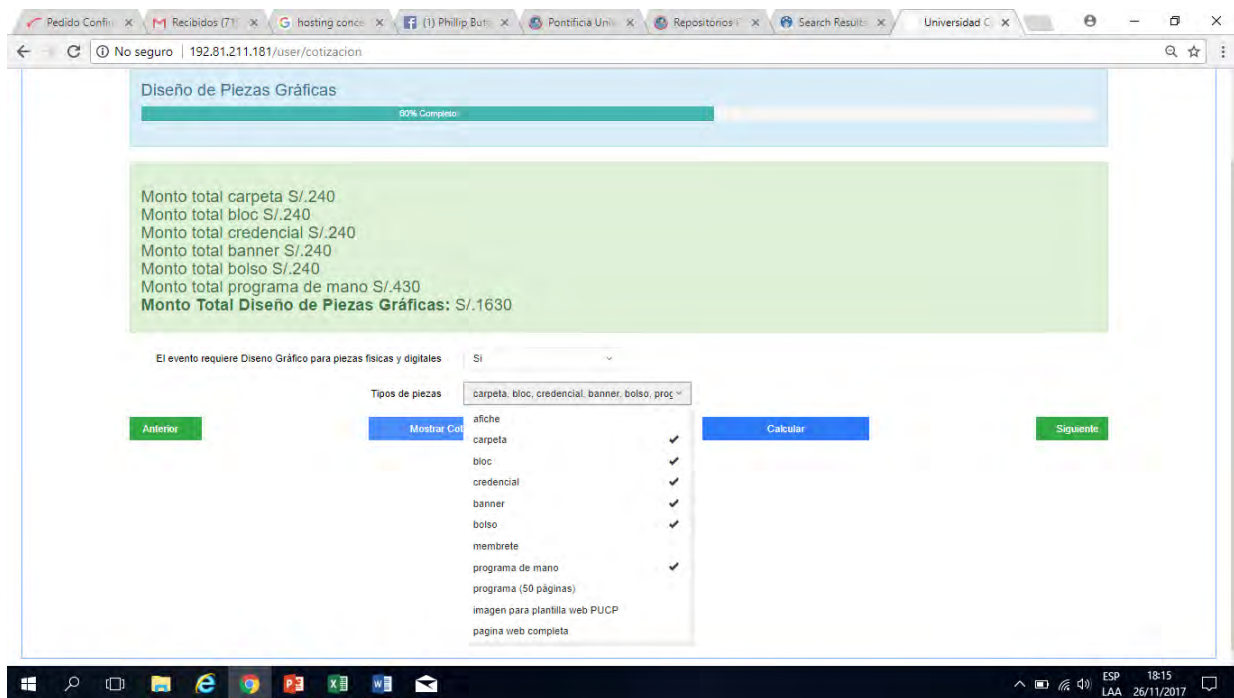 Pedido Confir
Recibidos (71
hosting conce
(1) Phillip But
Pontificia Univ
Repositorios
Search Result
Universidad C
No seguro | 192.81.211.181/user/cotizacion
Diseño de Piezas Gráficas
60% Completo
Monto total carpeta S/.240
Monto total bloc S/.240
Monto total credencial S/.240
Monto total banner S/.240
Monto total bolso S/.240
Monto total programa de mano S/.430
Monto Total Diseño de Piezas Gráficas: S/.1630
El evento requiere Diseno Gráfico para piezas fisicas y digitales Si
Tipos de piezas carpeta, bloc, credencial, banner, bolso, prog
Anterior Mostrar Cot Calcular Siguiente
afiche
carpeta
bloc
credencial
banner
bolso
membrete
programa de mano
programa (50 páginas)
imagen para plantilla web PUCP
pagina web completa
ESP 18:15
LAA 26/11/2017